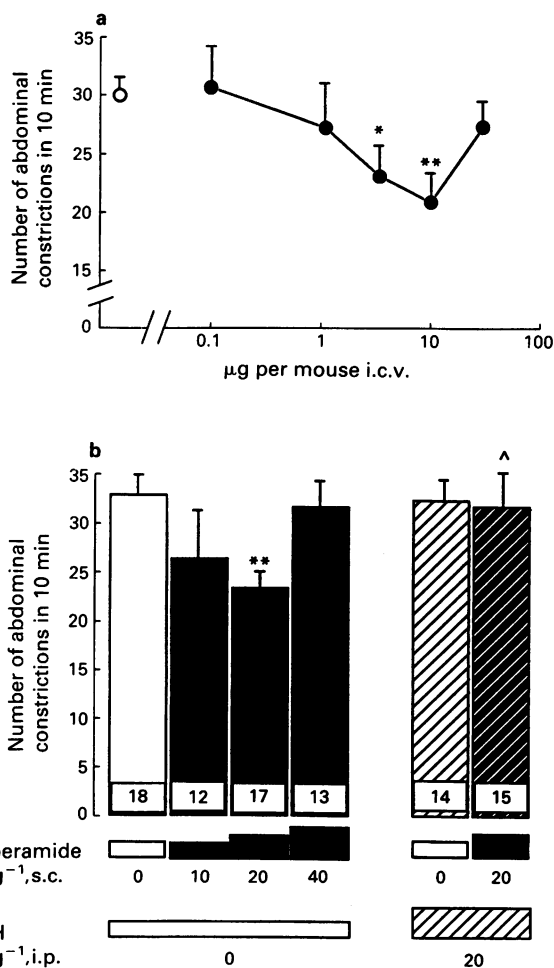 a
Number of abdominal
constrictions in 10 min
35
30
25
20
15
0
*
**
0.1 1 10 100
µg per mouse i.c.v.
b
Number of abdominal
constrictions in 10 min
35
30
25
20
15
10
5
0
**
^
18 12 17 13 14 15
eramide
g⁻¹,s.c. 0 10 20 40 0 20
g⁻¹,i.p. 0 20